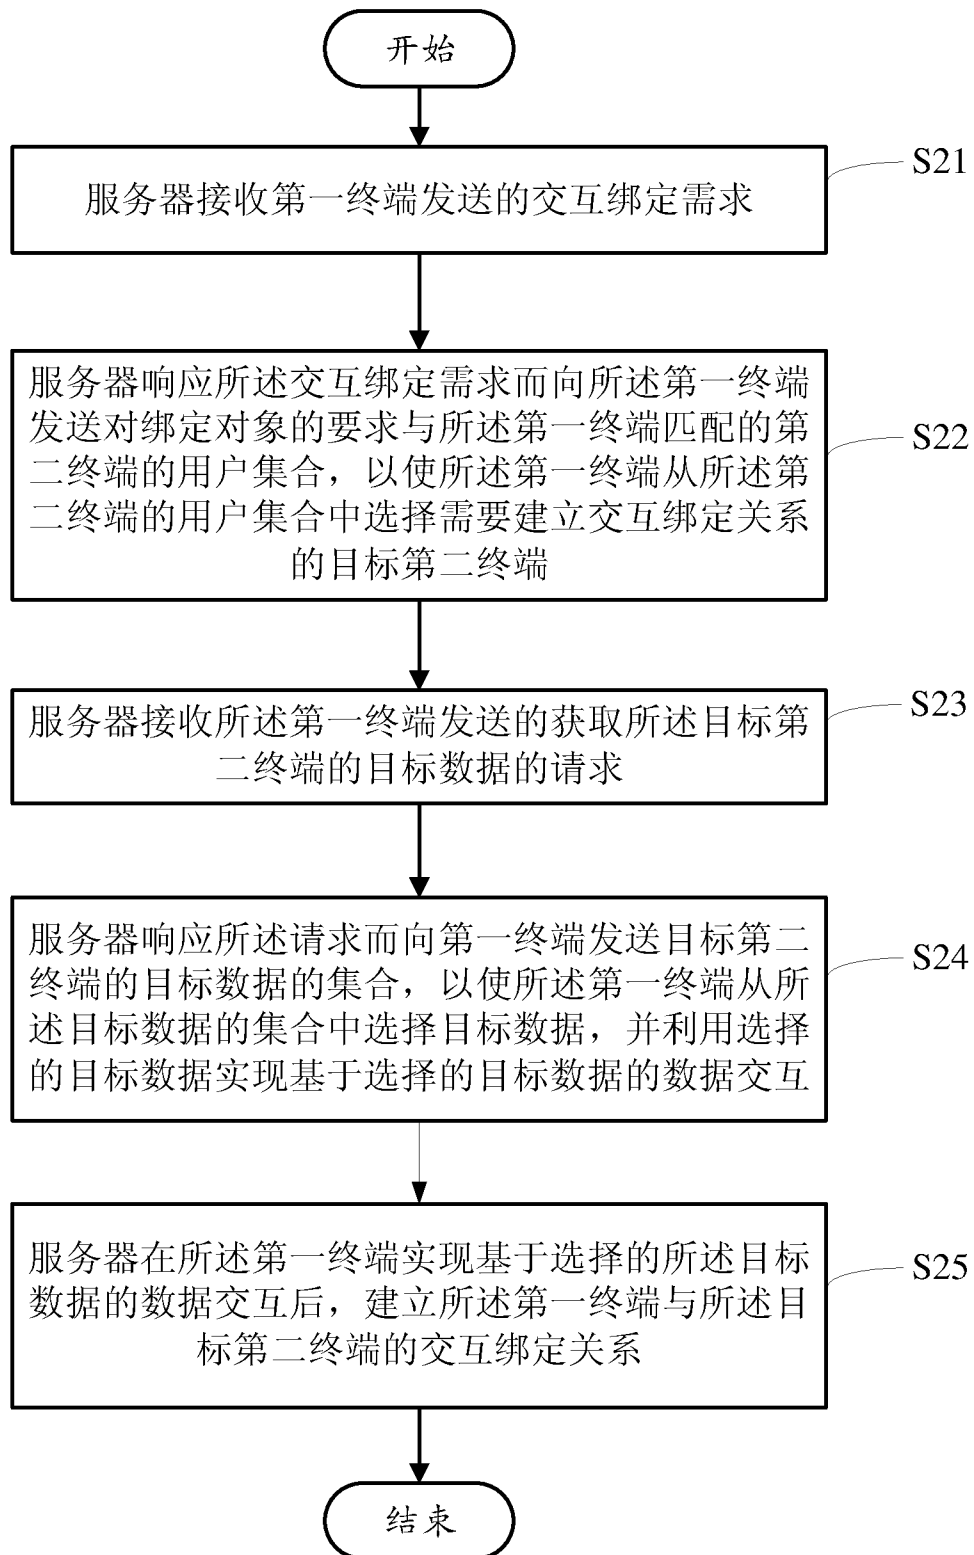 开始
服务器接收第一终端发送的交互绑定需求
S21
服务器响应所述交互绑定需求而向所述第一终端
发送对绑定对象的要求与所述第一终端匹配的第
二终端的用户集合，以使所述第一终端从所述第
二终端的用户集合中选择需要建立交互绑定关系
的目标第二终端
S22
服务器接收所述第一终端发送的获取所述目标第
二终端的目标数据的请求
S23
服务器响应所述请求而向第一终端发送目标第二
终端的目标数据的集合，以使所述第一终端从所
述目标数据的集合中选择目标数据，并利用选择
的目标数据实现基于选择的目标数据的数据交互
S24
服务器在所述第一终端实现基于选择的所述目标
数据的数据交互后，建立所述第一终端与所述目
标第二终端的交互绑定关系
S25
结束